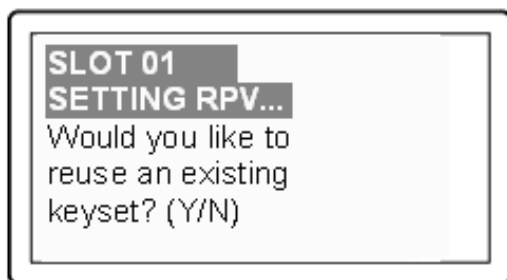 SLOT 01
SETTING RPV...
Would you like to
reuse an existing
keyset? (Y/N)